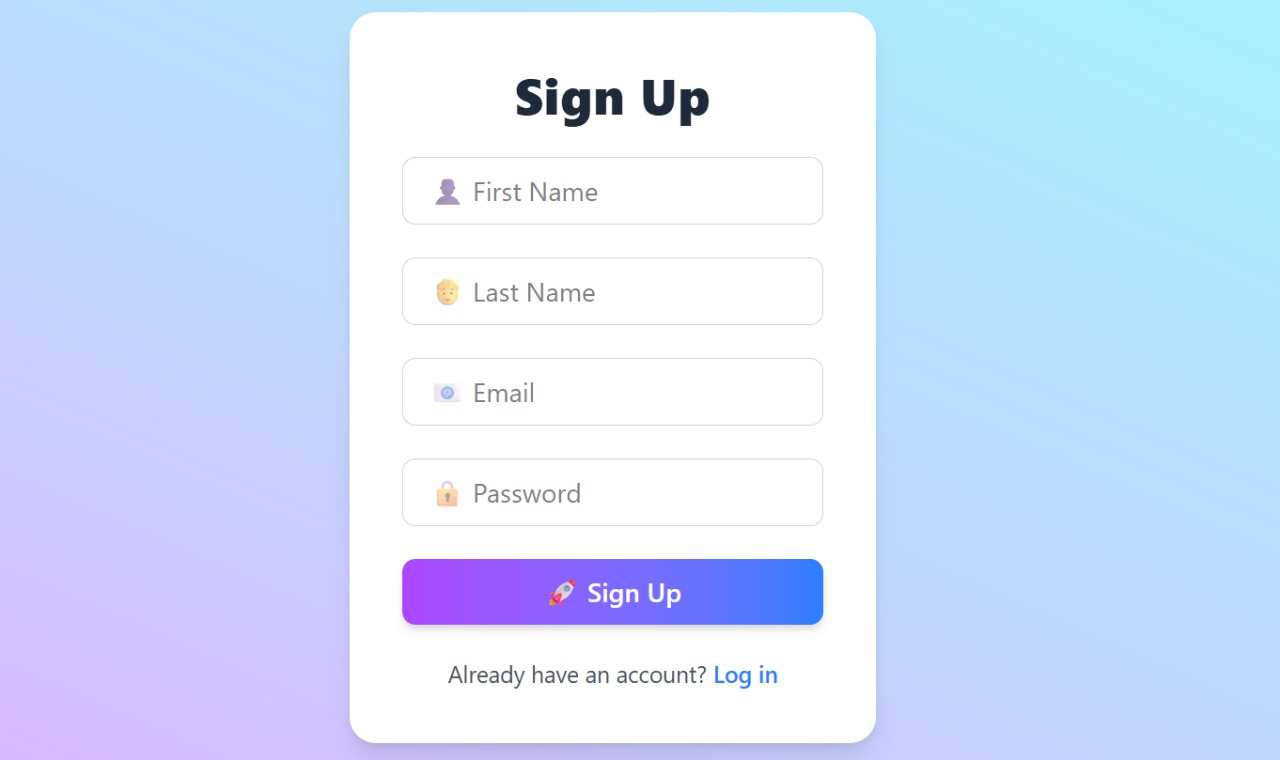 Sign Up
👤 First Name
👱 Last Name
📧 Email
🔒 Password
🚀 Sign Up
Already have an account? Log in